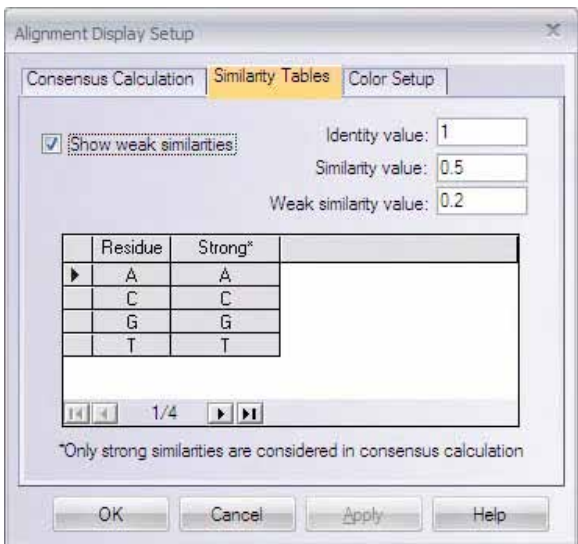 Alignment Display Setup
Consensus Calculation Similarity Tables Color Setup
Show weak similarities
Identity value: 1
Similarity value: 0.5
Weak similarity value: 0.2
Residue Strong*
A A
C C
G G
T T
1/4
*Only strong similarities are considered in consensus calculation
OK Cancel Apply Help